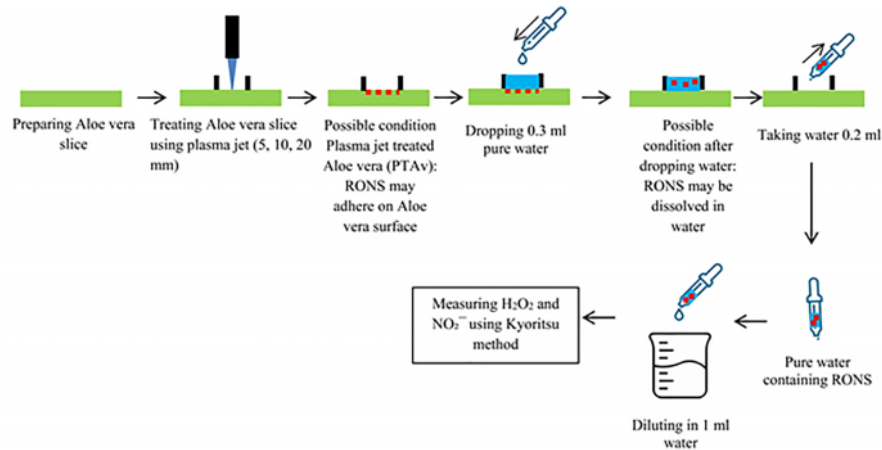 Preparing Aloe vera
slice
Treating Aloe vera slice
using plasma jet (5, 10, 20
mm)
Possible condition
Plasma jet treated
Aloe vera (PTAv):
RONS may
adhere on Aloe
vera surface
Dropping 0.3 ml
pure water
Possible
condition after
dropping water:
RONS may be
dissolved in
water
Taking water 0.2 ml
Pure water
containing RONS
Diluting in 1 ml
water
Measuring H₂O₂ and
NO₂⁻ using Kyoritsu
method